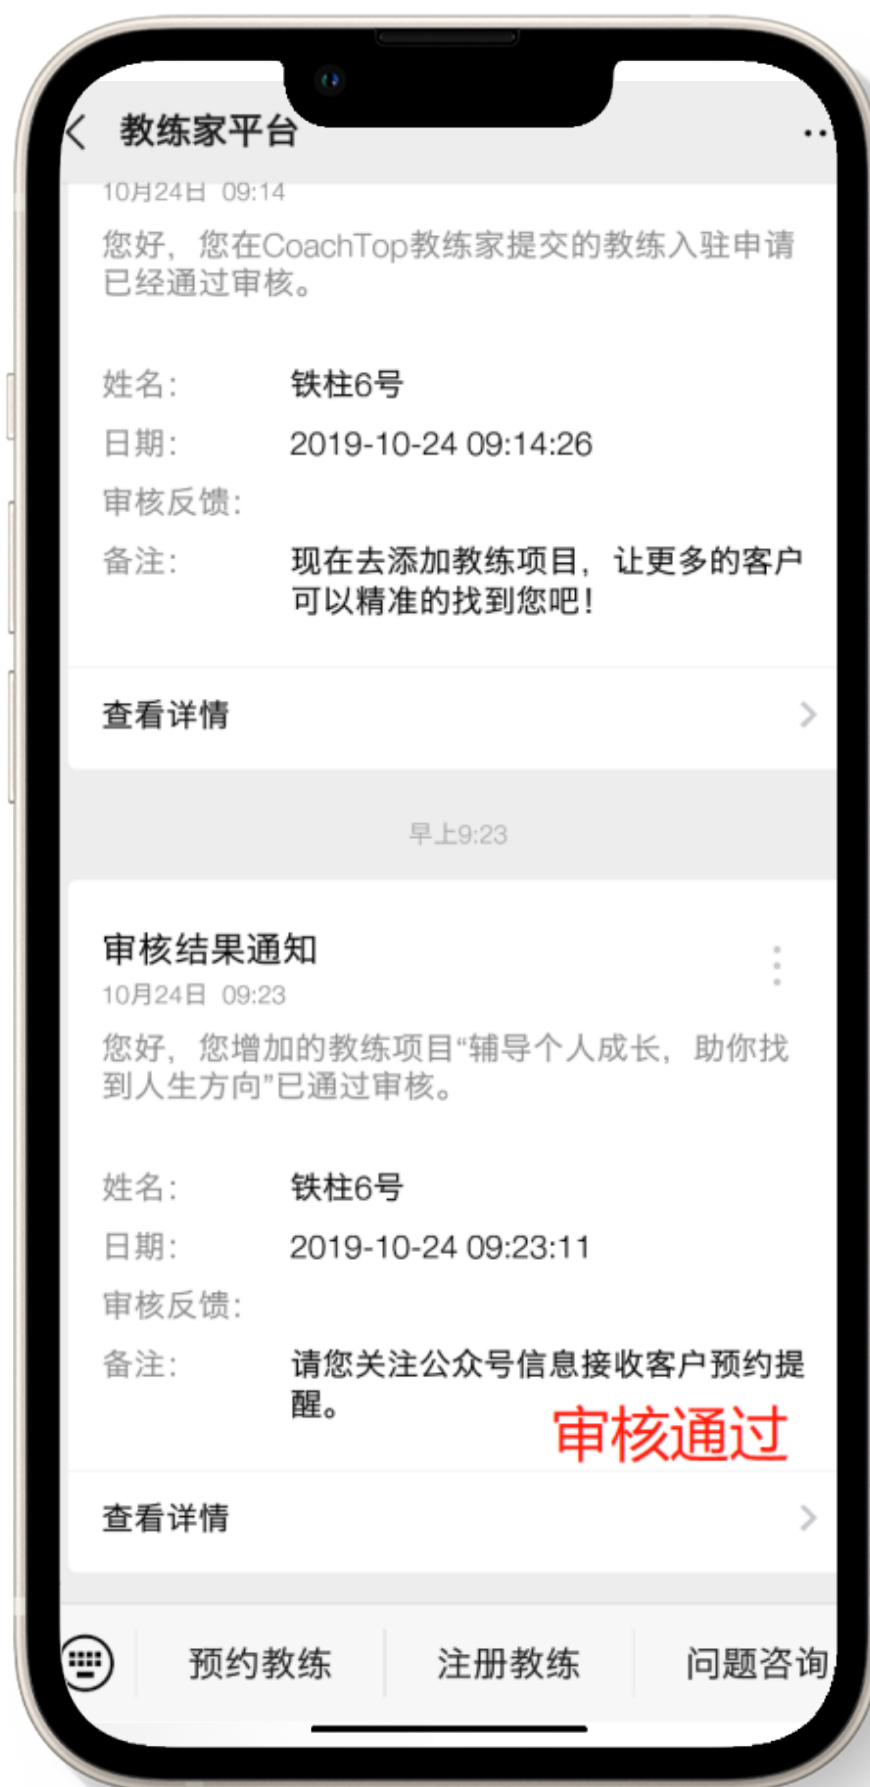 教练家平台
10月24日 09:14
您好，您在CoachTop教练家提交的教练入驻申请
已经通过审核。
姓名：
铁柱6号
日期：
2019-10-24 09:14:26
审核反馈：
备注：
现在去添加教练项目，让更多的客户
可以精准的找到您吧！
查看详情
早上9:23
审核结果通知
10月24日 09:23
您好，您增加的教练项目“辅导个人成长，助你找
到人生方向”已通过审核。
姓名：
铁柱6号
日期：
2019-10-24 09:23:11
审核反馈：
备注：
请您关注公众号信息接收客户预约提
醒。
审核通过
查看详情
预约教练
注册教练
问题咨询